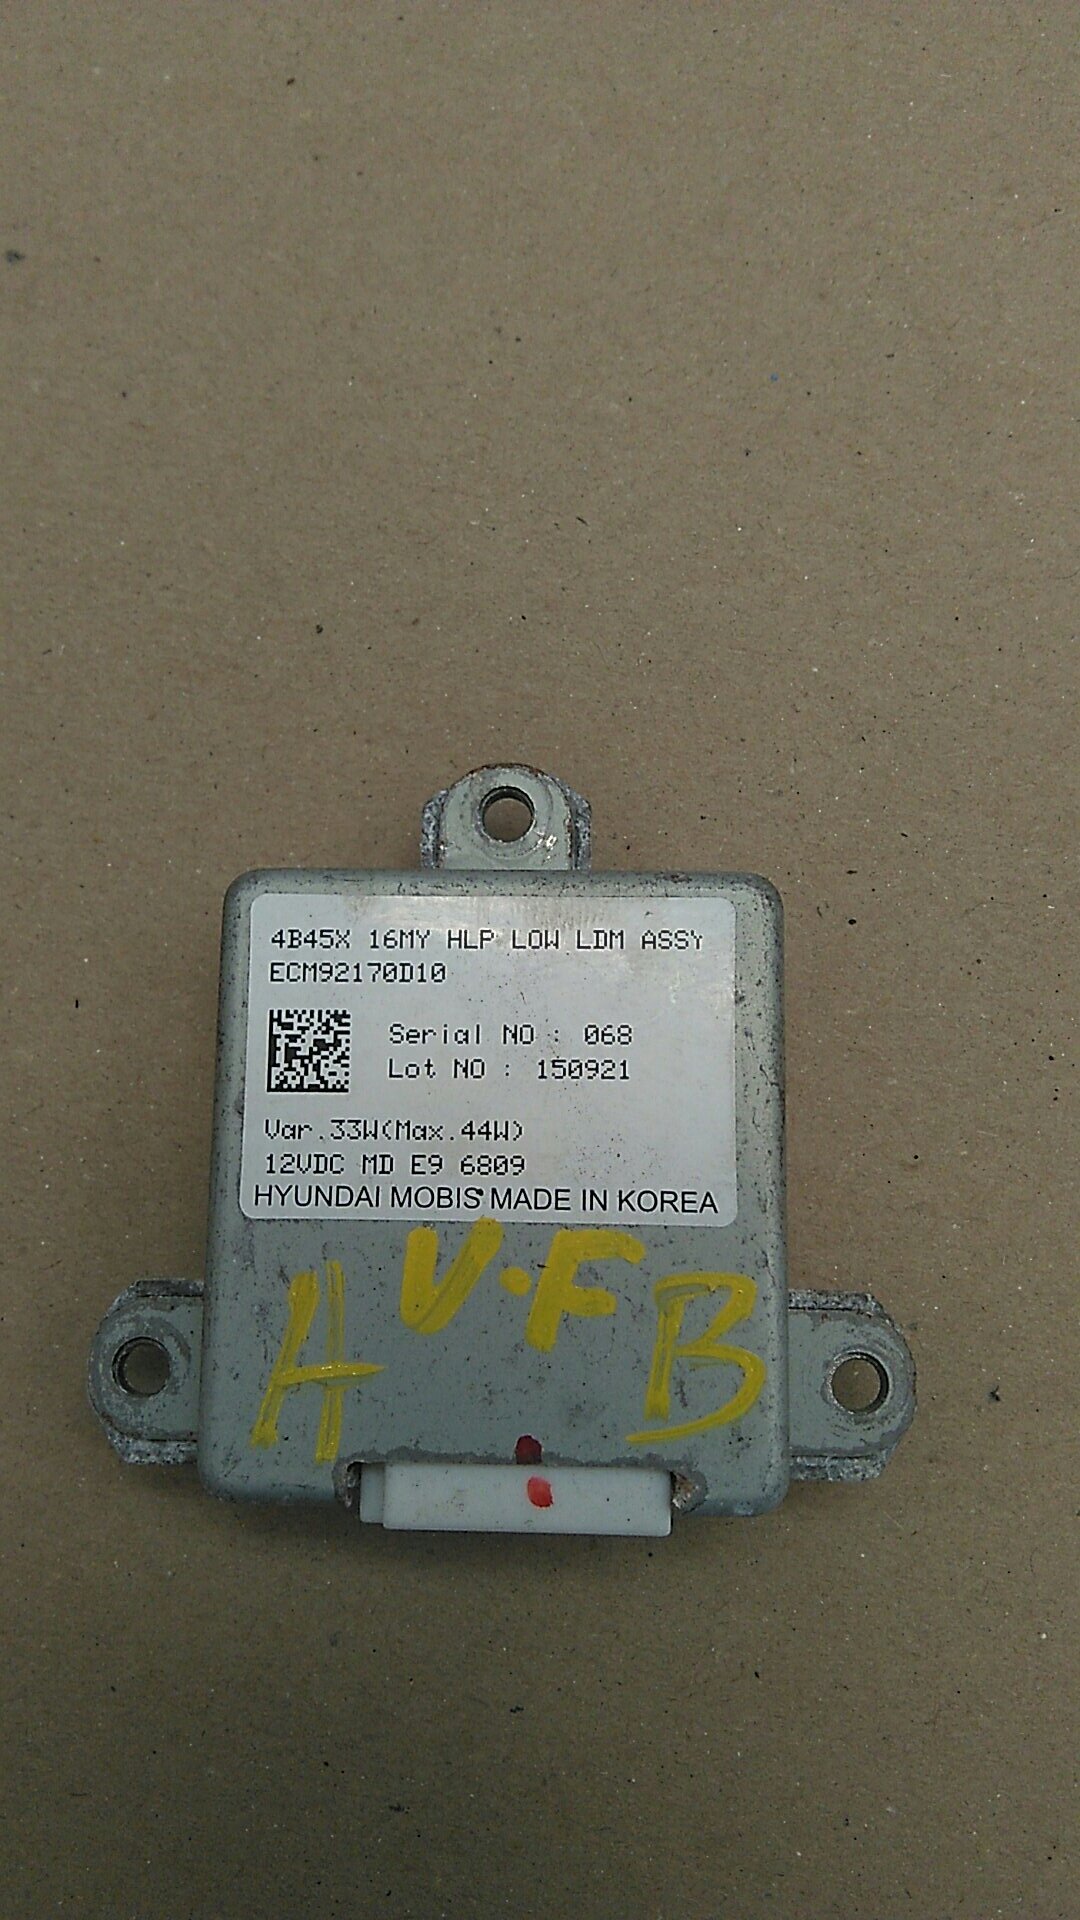 4B45X 16MY HLP LOW LDM ASSY
ECM92170D10
Serial NO : 068
Lot NO : 150921
Var.33W(Max.44W)
12VDC MD E9 6809
HYUNDAI MOBIS MADE IN KOREA
V.F
H B